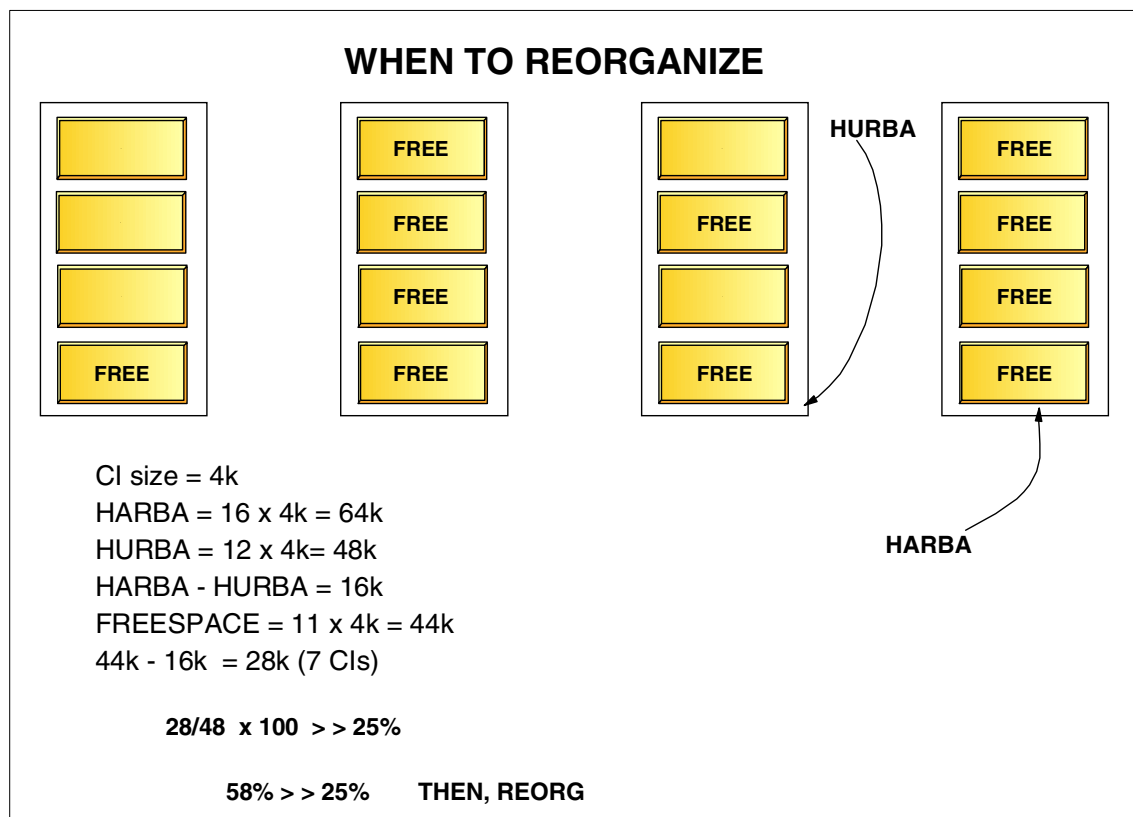 WHEN TO REORGANIZE
FREE
FREE
FREE
FREE
FREE
FREE
FREE
HURBA
FREE
FREE
FREE
FREE
HARBA
CI size = 4k
HARBA = 16 x 4k = 64k
HURBA = 12 x 4k= 48k
HARBA - HURBA = 16k
FREESPACE = 11 x 4k = 44k
44k - 16k = 28k (7 CIs)
28/48 x 100 > > 25%
58% > > 25% THEN, REORG